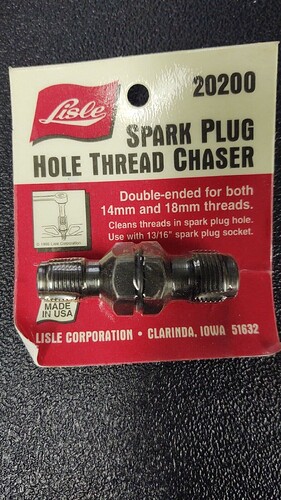 Lisle
20200
SPARK PLUG
HOLE THREAD CHASER
Double-ended for both
14mm and 18mm threads.
Cleans threads in spark plug hole.
Use with 13/16" spark plug socket.
MADE IN USA
LISLE CORPORATION • CLARINDA, IOWA 51632